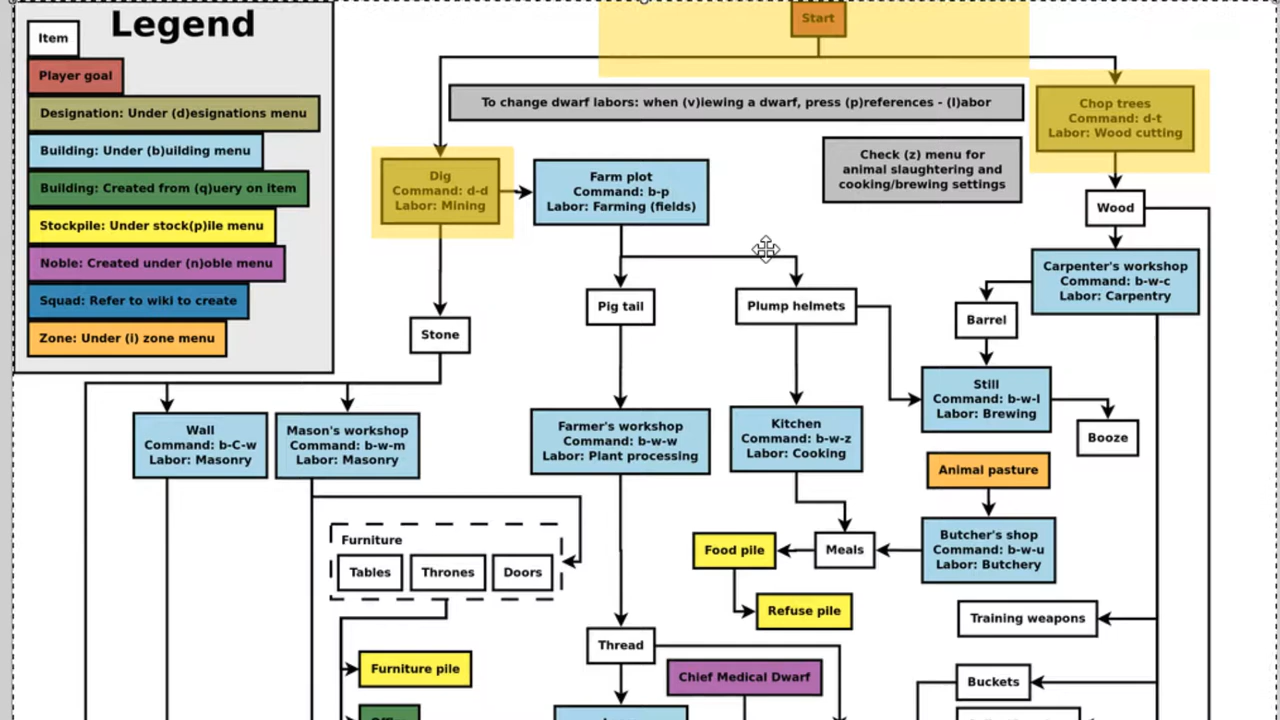 Legend
Item
Player goal
Designation: Under (d)esignations menu
Building: Under (b)uilding menu
Building: Created from (q)uery on item
Stockpile: Under stock(p)ile menu
Noble: Created under (n)oble menu
Squad: Refer to wiki to create
Zone: Under (i) zone menu
Start
To change dwarf labors: when (v)iewing a dwarf, press (p)references - (l)abor
Chop trees
Command: d-t
Labor: Wood cutting
Check (z) menu for
animal slaughtering and
cooking/brewing settings
Dig
Command: d-d
Labor: Mining
Farm plot
Command: b-p
Labor: Farming (fields)
Wood
Carpenter's workshop
Command: b-w-c
Labor: Carpentry
Pig tail
Plump helmets
Barrel
Stone
Still
Command: b-w-l
Labor: Brewing
Wall
Command: b-C-w
Labor: Masonry
Mason's workshop
Command: b-w-m
Labor: Masonry
Farmer's workshop
Command: b-w-w
Labor: Plant processing
Kitchen
Command: b-w-z
Labor: Cooking
Booze
Animal pasture
Furniture
Tables
Thrones
Doors
Food pile
Meals
Butcher's shop
Command: b-w-u
Labor: Butchery
Refuse pile
Training weapons
Thread
Furniture pile
Chief Medical Dwarf
Buckets